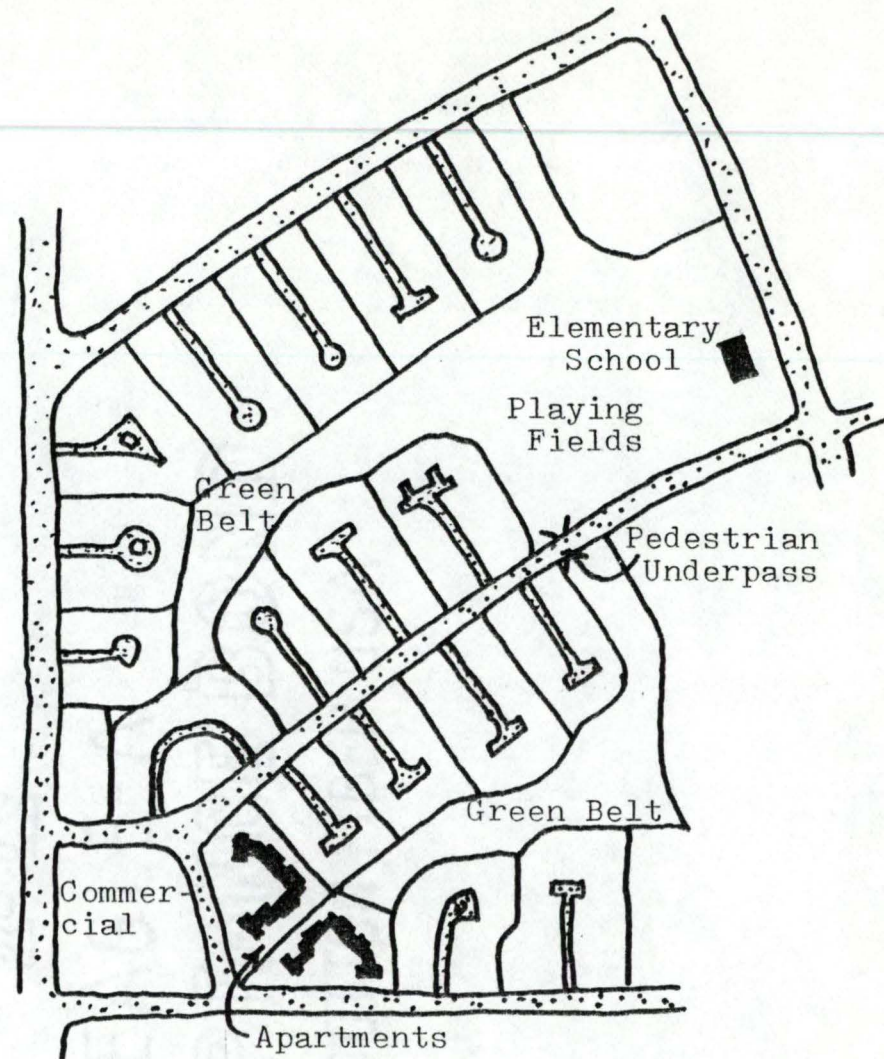 Elementary
School
Playing
Fields
Green
Belt
Pedestrian
Underpass
Green Belt
Commer-
cial
Apartments